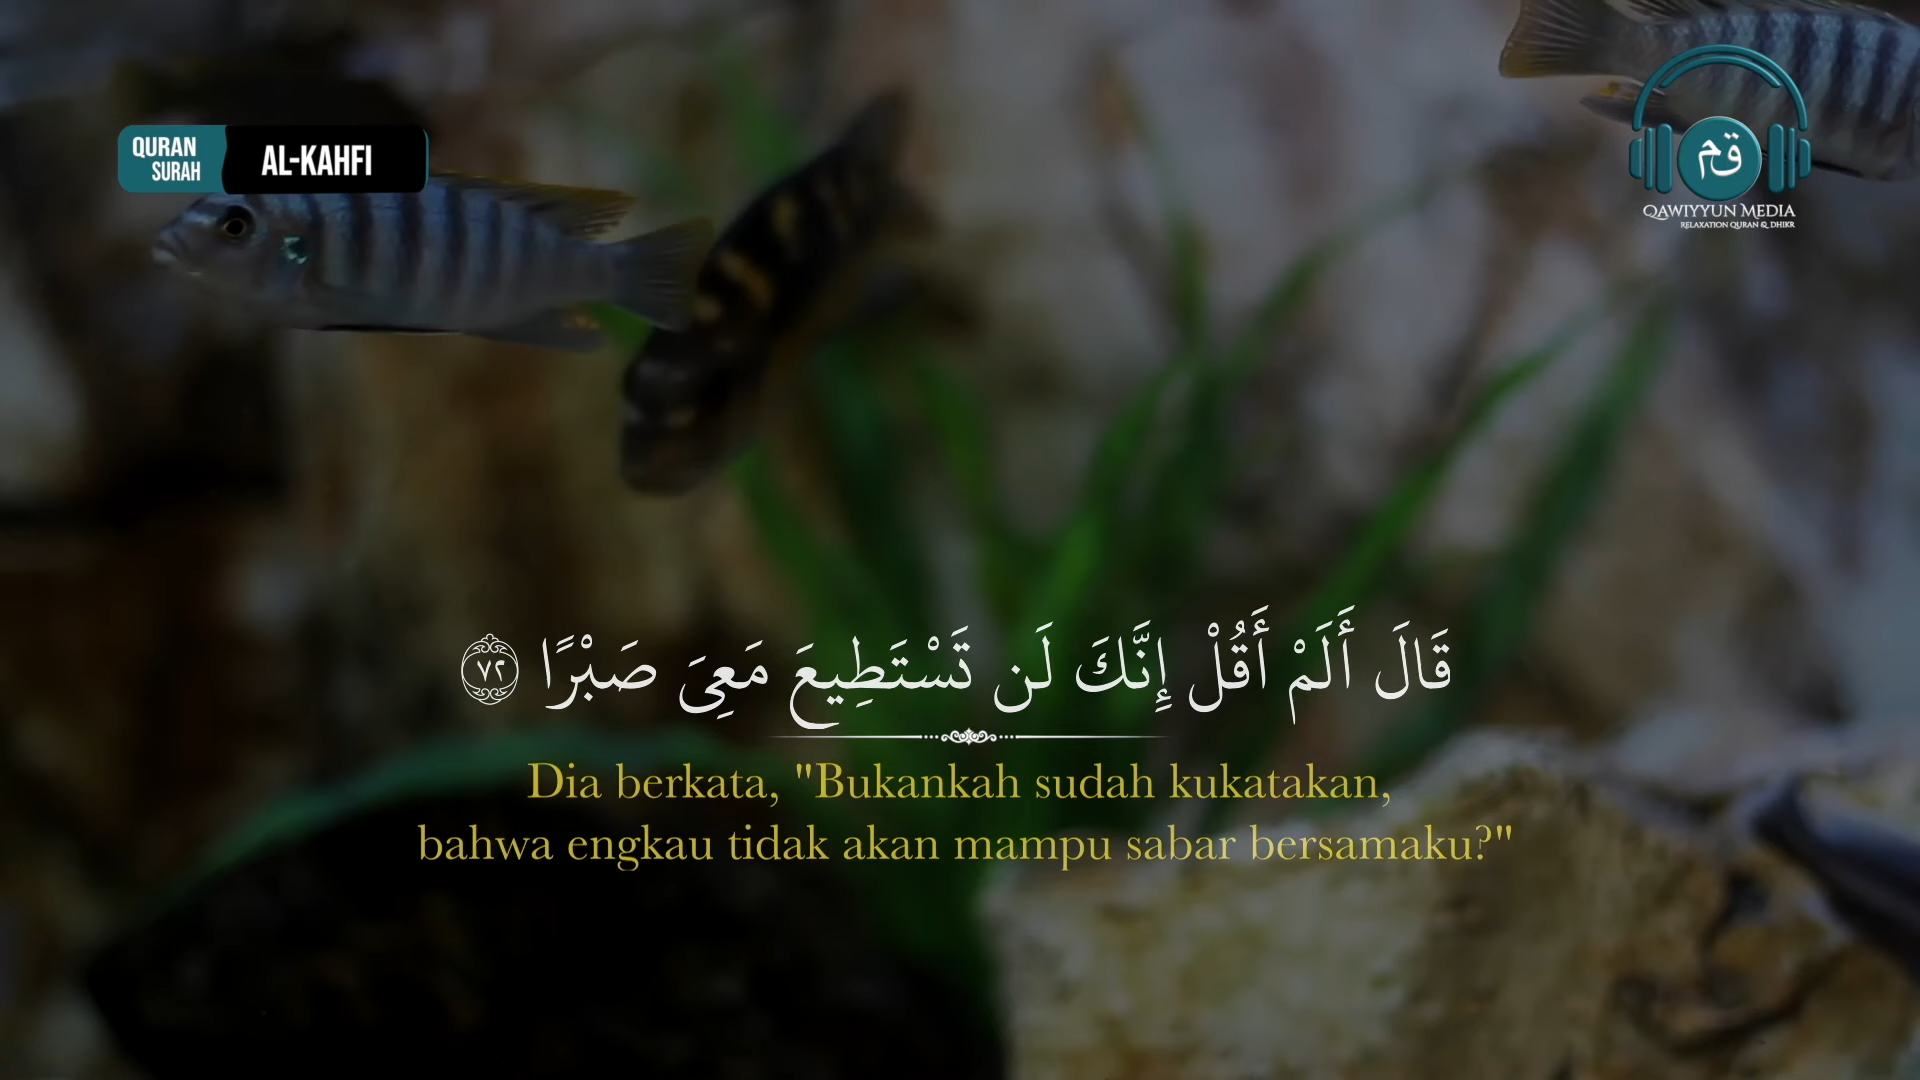 QURAN
SURAH
AL-KAHFI
قم
QAWIYYUN MEDIA
RELAXATION QURAN & DHIKR
قَالَ أَلَمْ أَقُلْ إِنَّكَ لَن تَسْتَطِيعَ مَعِىَ صَبْرًا ٧٢
Dia berkata, "Bukankah sudah kukatakan,
bahwa engkau tidak akan mampu sabar bersamaku?"